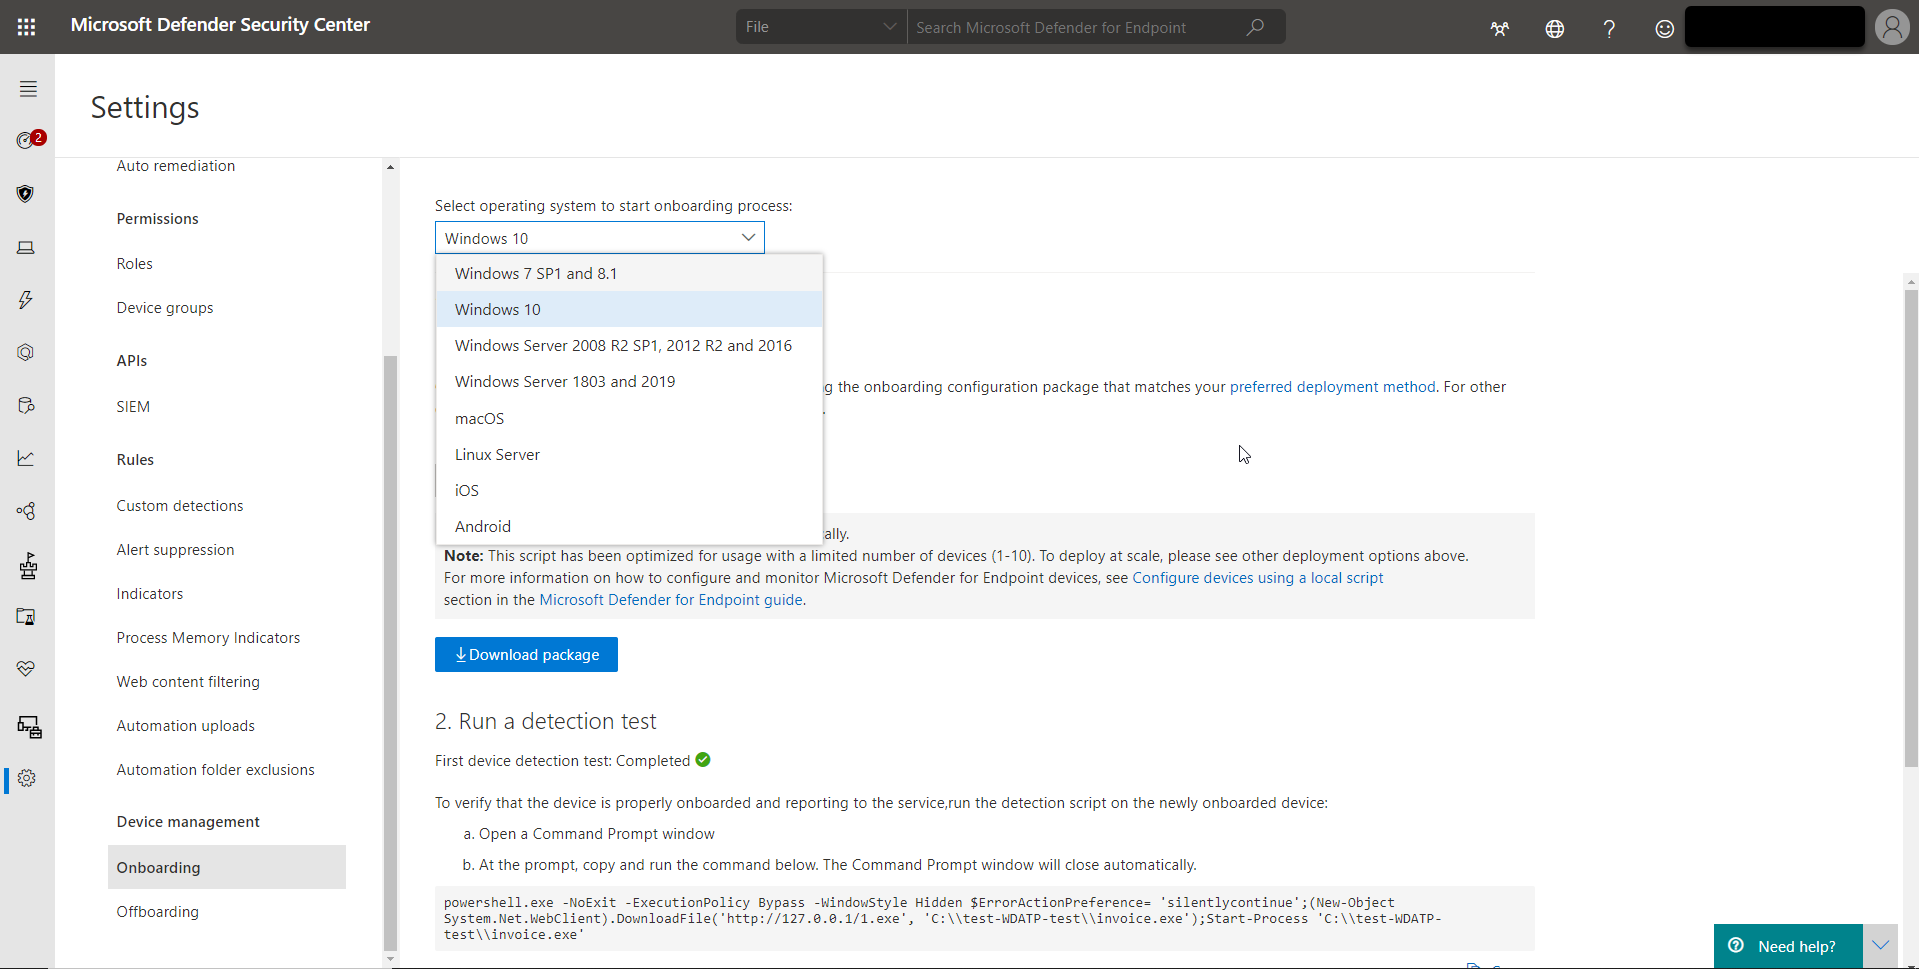 Microsoft Defender Security Center
File
Search Microsoft Defender for Endpoint
?
Settings
2
Auto remediation
Permissions
Roles
Device groups
APIs
SIEM
Rules
Custom detections
Alert suppression
Indicators
Process Memory Indicators
Web content filtering
Automation uploads
Automation folder exclusions
Device management
Onboarding
Offboarding
Select operating system to start onboarding process:
Windows 10
Windows 7 SP1 and 8.1
Windows 10
Windows Server 2008 R2 SP1, 2012 R2 and 2016
Windows Server 1803 and 2019
macOS
Linux Server
iOS
Android
g the onboarding configuration package that matches your preferred deployment method. For other
.
ally.
Note: This script has been optimized for usage with a limited number of devices (1-10). To deploy at scale, please see other deployment options above.
For more information on how to configure and monitor Microsoft Defender for Endpoint devices, see Configure devices using a local script
section in the Microsoft Defender for Endpoint guide.
Download package
2. Run a detection test
First device detection test: Completed
To verify that the device is properly onboarded and reporting to the service,run the detection script on the newly onboarded device:
a. Open a Command Prompt window
b. At the prompt, copy and run the command below. The Command Prompt window will close automatically.
powershell.exe -NoExit -ExecutionPolicy Bypass -WindowStyle Hidden $ErrorActionPreference= 'silentlycontinue';(New-Object
System.Net.WebClient).DownloadFile('http://127.0.0.1/1.exe', 'C:\\test-WDATP-test\\invoice.exe');Start-Process 'C:\\test-WDATP-
test\\invoice.exe'
? Need help?